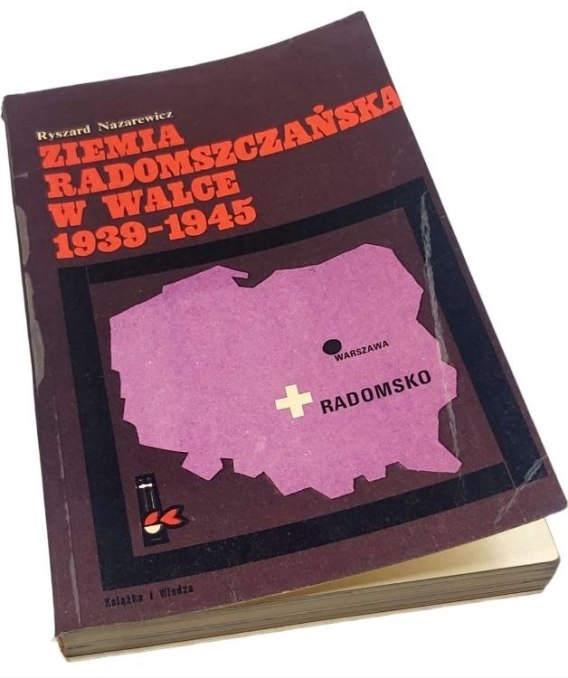 Ryszard Nazarewicz
ZIEMIA
RADOMSZCZAŃSKA
W WALCE
1939-1945
WARSZAWA
RADOMSKO
Książka i Wiedza